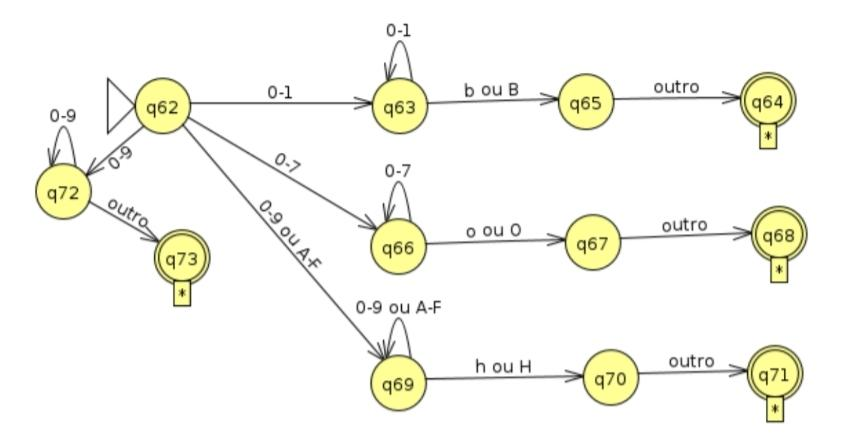 0-1
q62
0-1
q63
b ou B
q65
outro
q64
*
0-9
0-9
q72
outro
q73
*
0-7
0-7
q66
o ou O
q67
outro
q68
*
0-9 ou A-F
0-9 ou A-F
q69
h ou H
q70
outro
q71
*